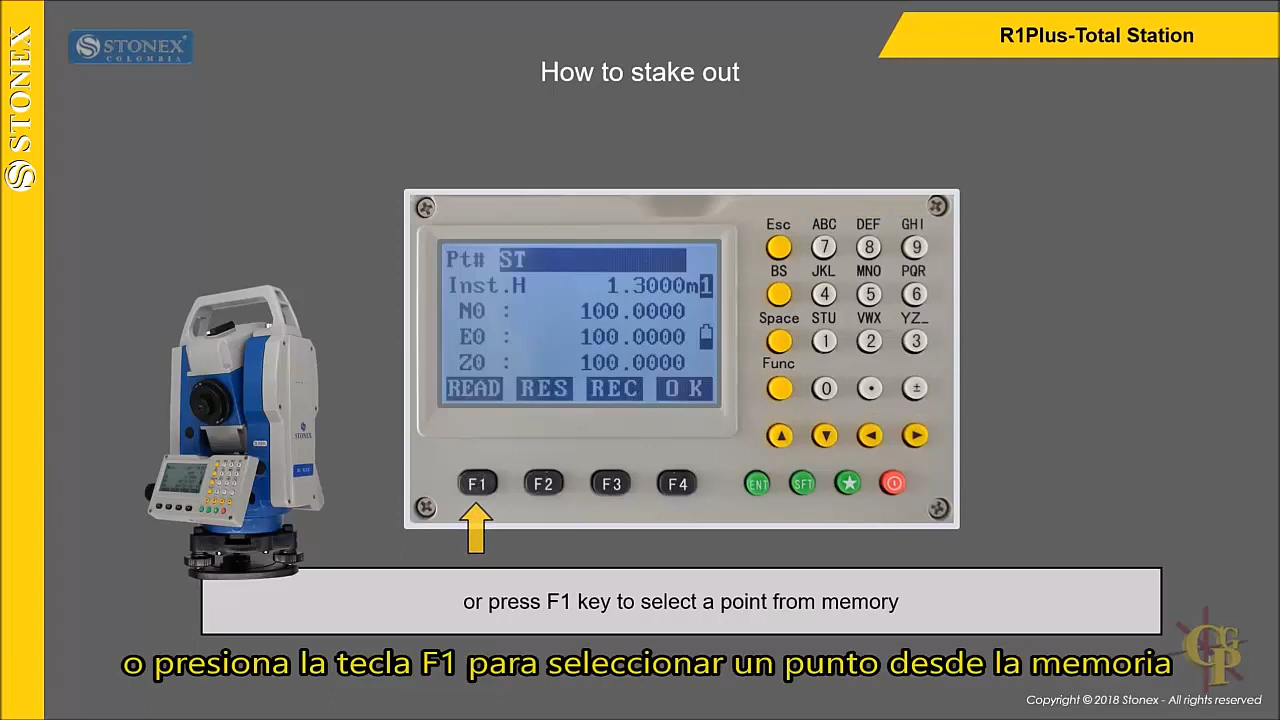 STONEX
STONEX
COLOMBIA
R1Plus-Total Station
How to stake out
Pt# ST
Inst.H 1.3000m 1
N0 : 100.0000
E0 : 100.0000
Z0 : 100.0000
READ RES REC OK
Esc ABC DEF GHI
7 8 9
BS JKL MNO PQR
4 5 6
Space STU VWX YZ_
1 2 3
Func
0 • ±
F1 F2 F3 F4 ENT SFT
STONEX
or press F1 key to select a point from memory
o presiona la tecla F1 para seleccionar un punto desde la memoria
CGP
Copyright © 2018 Stonex - All rights reserved